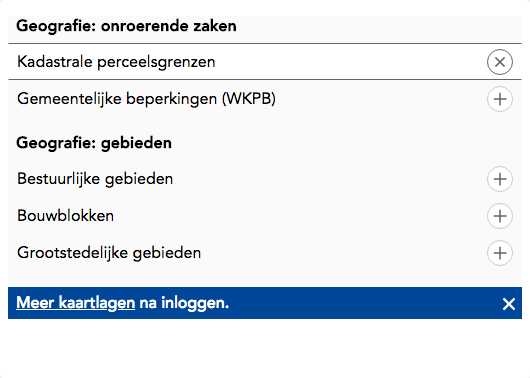 Geografie: onroerende zaken
Kadastrale perceelsgrenzen
Gemeentelijke beperkingen (WKPB)
Geografie: gebieden
Bestuurlijke gebieden
Bouwblokken
Grootstedelijke gebieden
Meer kaartlagen na inloggen.